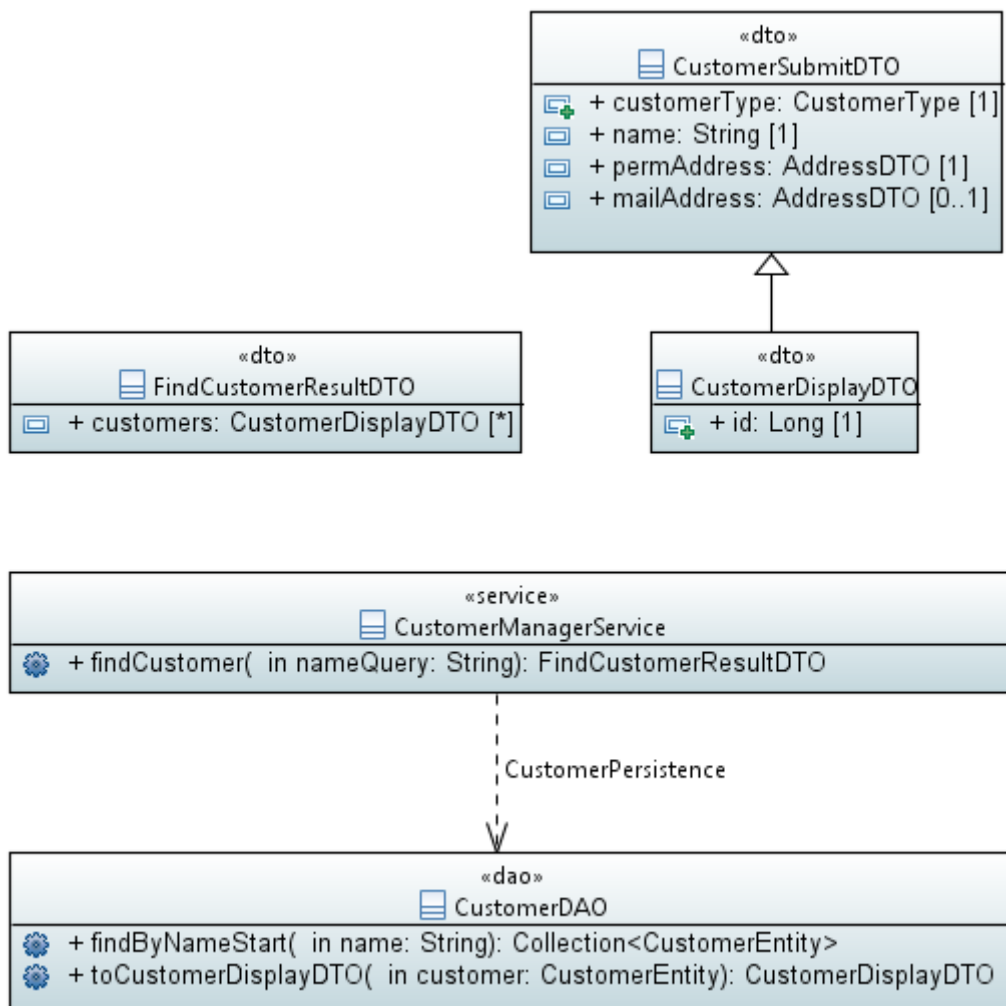 «dto»
CustomerSubmitDTO
+ customerType: CustomerType [1]
+ name: String [1]
+ permAddress: AddressDTO [1]
+ mailAddress: AddressDTO [0..1]
«dto»
FindCustomerResultDTO
+ customers: CustomerDisplayDTO [*]
«dto»
CustomerDisplayDTO
+ id: Long [1]
«service»
CustomerManagerService
+ findCustomer( in nameQuery: String): FindCustomerResultDTO
CustomerPersistence
«dao»
CustomerDAO
+ findByNameStart( in name: String): Collection<CustomerEntity>
+ toCustomerDisplayDTO( in customer: CustomerEntity): CustomerDisplayDTO